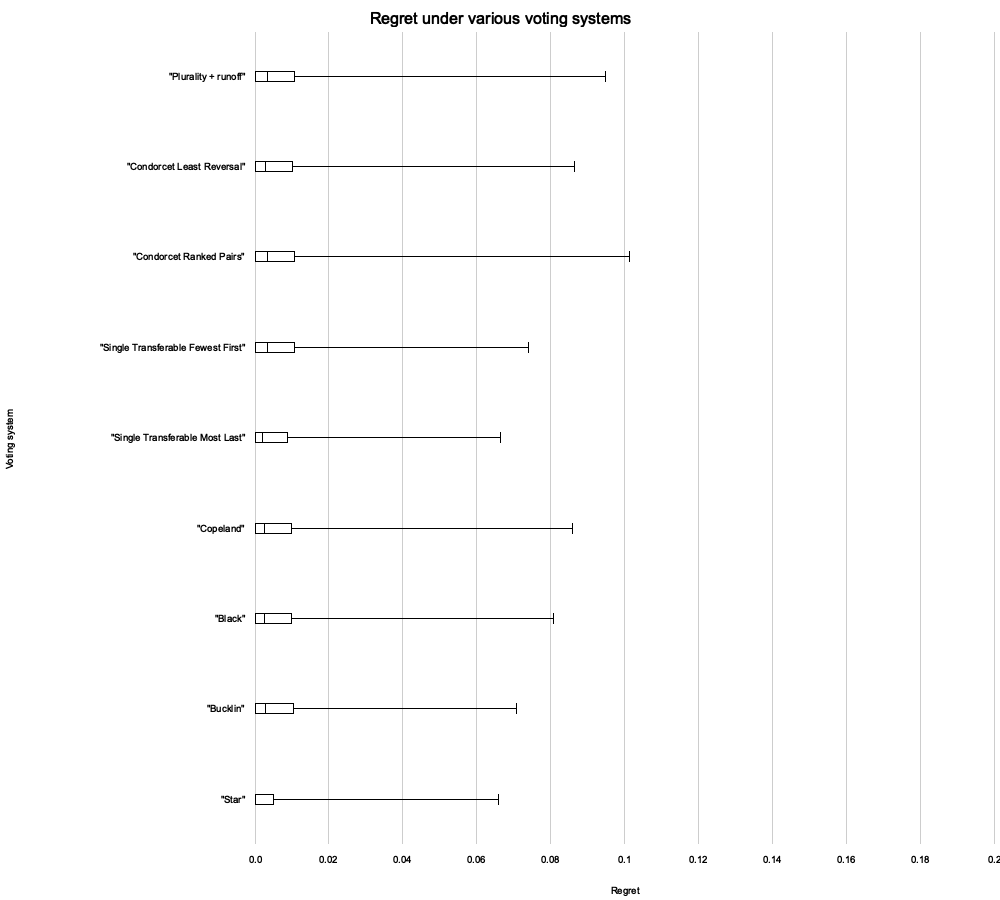 Regret under various voting systems
"Plurality + runoff"
"Condorcet Least Reversal"
"Condorcet Ranked Pairs"
"Single Transferable Fewest First"
"Single Transferable Most Last"
"Copeland"
"Black"
"Bucklin"
"Star"
Voting system
0.0 0.02 0.04 0.06 0.08 0.1 0.12 0.14 0.16 0.18 0.2
Regret